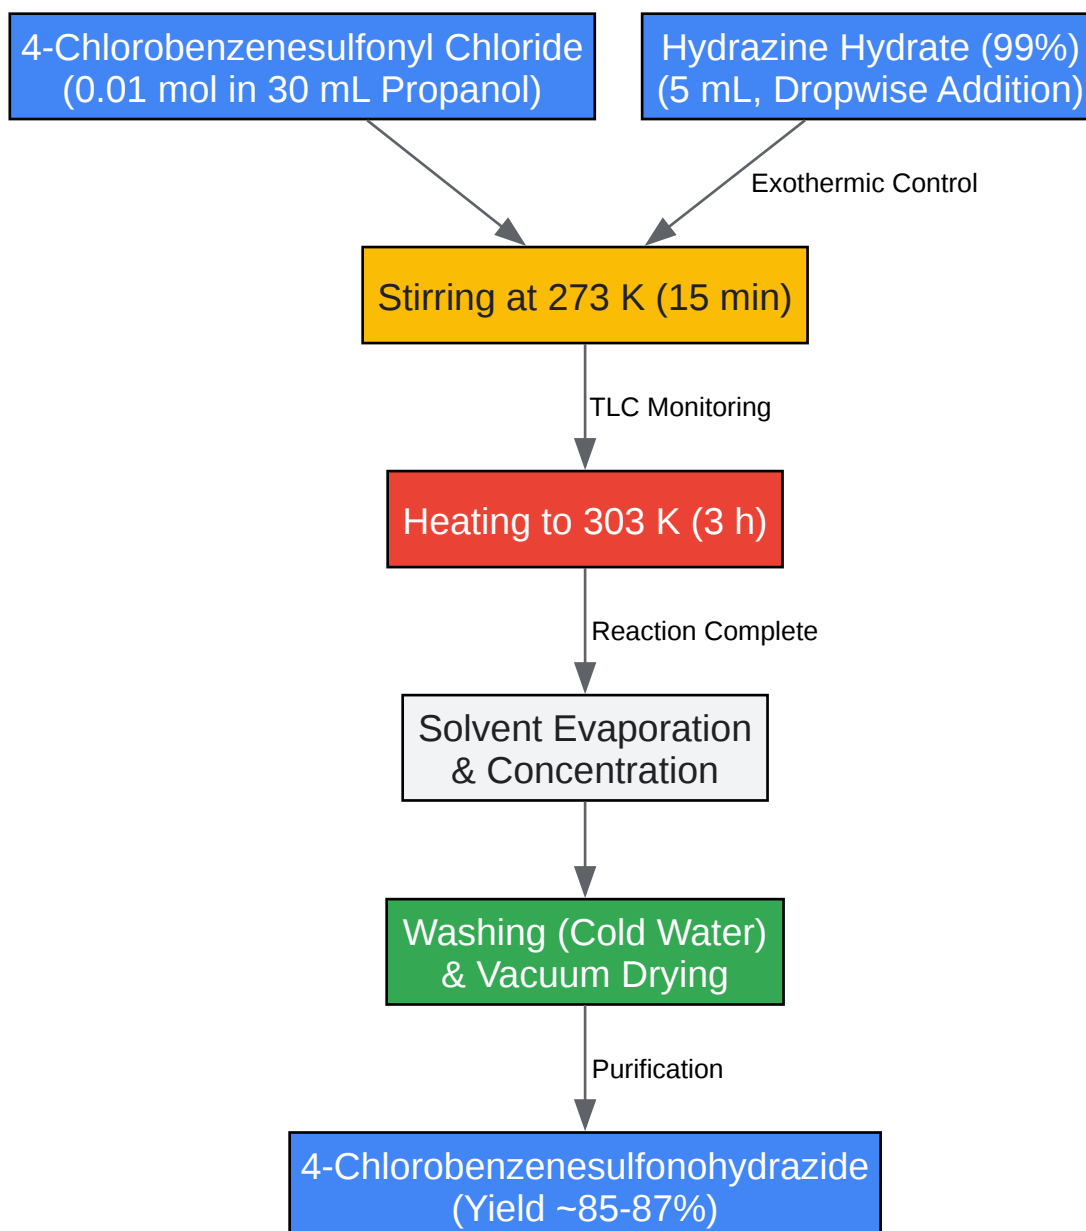 4-Chlorobenzenesulfonyl Chloride
(0.01 mol in 30 mL Propanol)
Hydrazine Hydrate (99%)
(5 mL, Dropwise Addition)
Exothermic Control
Stirring at 273 K (15 min)
TLC Monitoring
Heating to 303 K (3 h)
Reaction Complete
Solvent Evaporation
& Concentration
Washing (Cold Water)
& Vacuum Drying
Purification
4-Chlorobenzenesulfonohydrazide
(Yield ~85-87%)